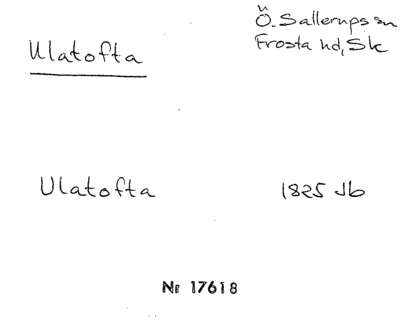 Ulatofta
Ö. Sallerups sn
Frosta hd, Sk
Ulatofta 1825 Jb
Nr 17618